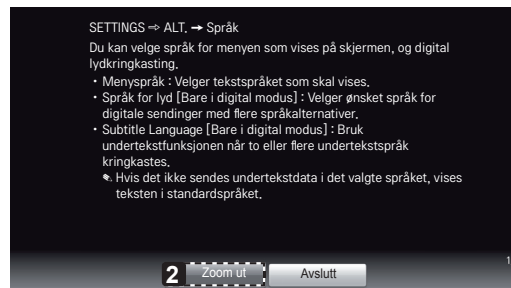 SETTINGS ⇨ ALT. ➙ Språk
Du kan velge språk for menyen som vises på skjermen, og digital
lydkringkasting.
• Menyspråk : Velger tekstspråket som skal vises.
• Språk for lyd [Bare i digital modus] : Velger ønsket språk for
digitale sendinger med flere språkalternativer.
• Subtitle Language [Bare i digital modus] : Bruk
undertekstfunksjonen når to eller flere undertekstspråk
kringkastes.
✎ Hvis det ikke sendes undertekstdata i det valgte språket, vises
teksten i standardspråket.
1
2 Zoom ut Avslutt